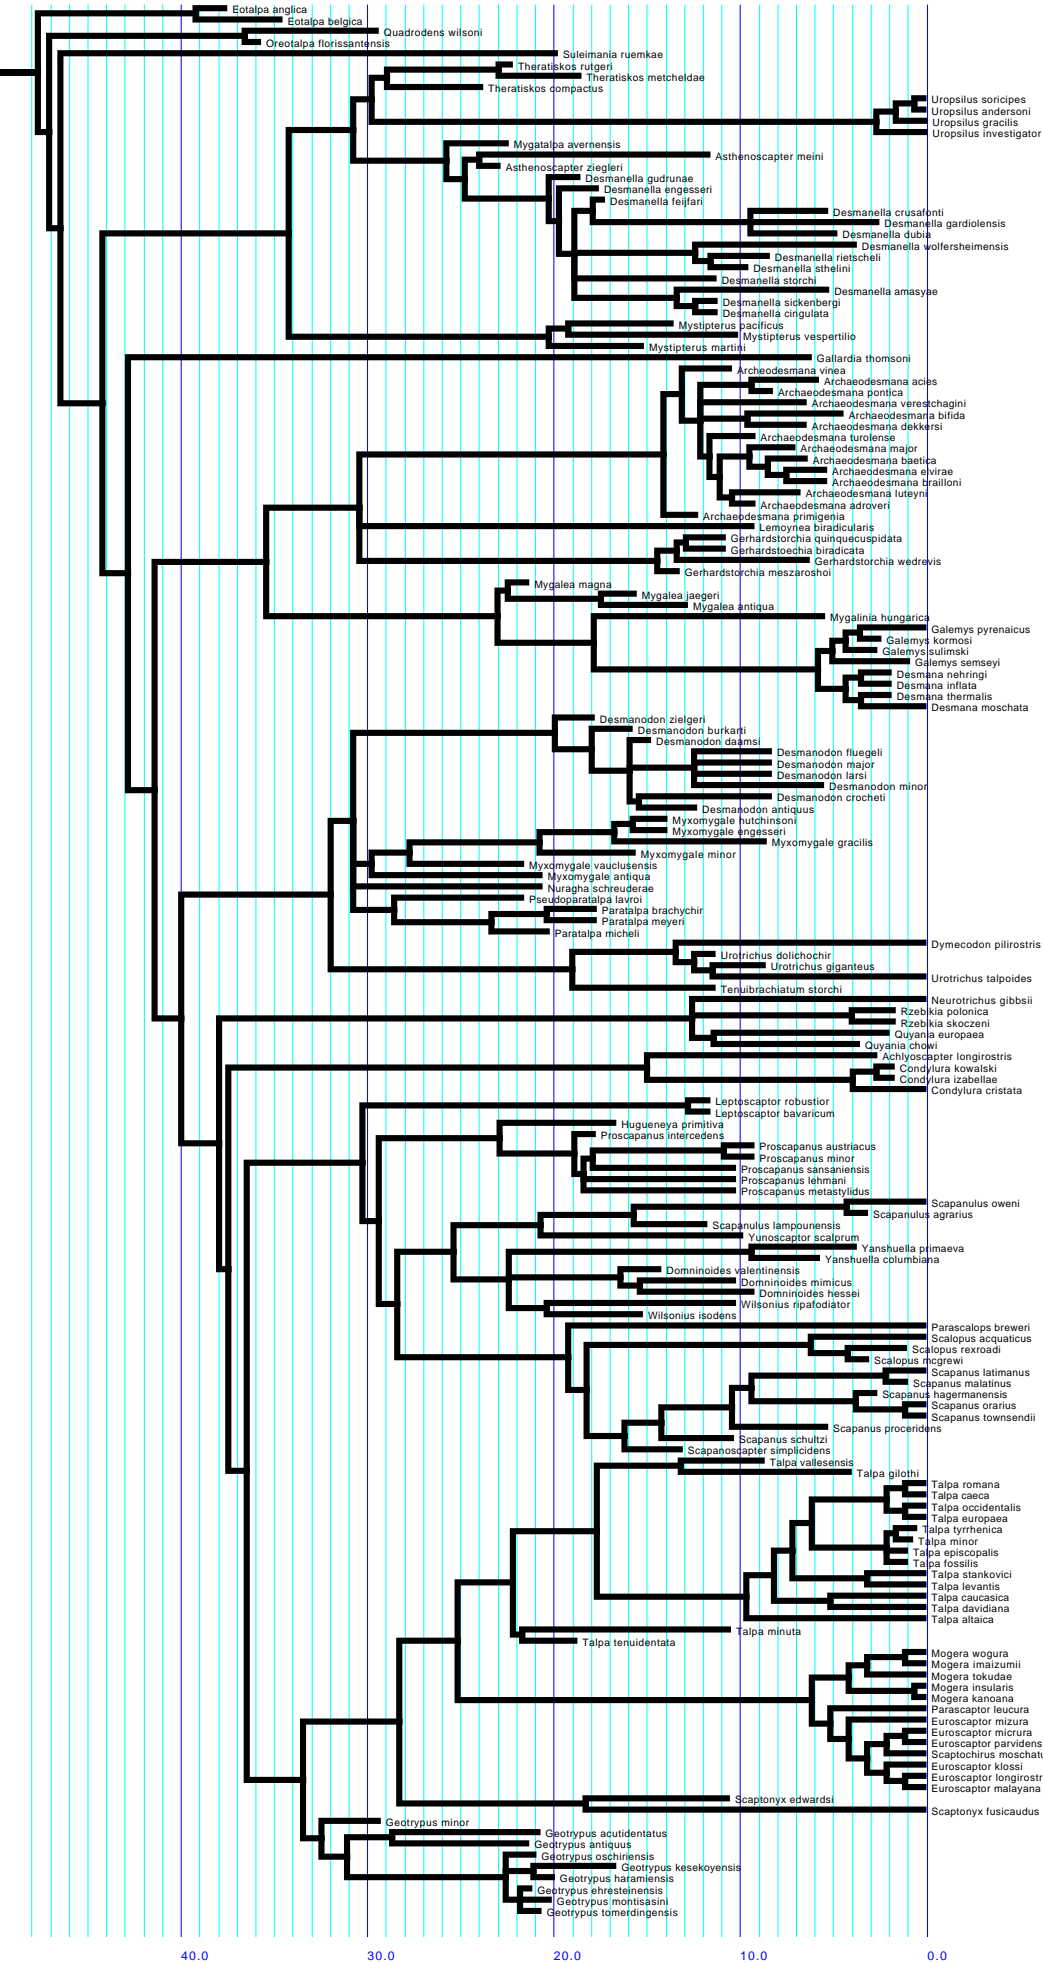 Eotalpa anglica
Eotalpa belgica
Quadrodens wilsoni
Oreotalpa florissantensis
Suleimania ruemkae
Theratiskos rutgeri
Theratiskos metcheldae
Theratiskos compactus
Uropsilus soricipes
Uropsilus andersoni
Uropsilus gracilis
Uropsilus investigator
Mygatalpa avernensis
Asthenoscapter meini
Asthenoscapter ziegleri
Desmanella gudrunae
Desmanella engesseri
Desmanella fejfari
Desmanella crusafonti
Desmanella gardiolensis
Desmanella dubia
Desmanella wolfersheimensis
Desmanella rietscheli
Desmanella sthelini
Desmanella storchi
Desmanella amasyae
Desmanella sickenbergi
Desmanella cingulata
Mystipterus pacificus
Mystipterus vespertilio
Mystipterus martini
Gallardia thomsoni
Archeodesmana vinea
Archaeodesmana acies
Archaeodesmana pontica
Archaeodesmana verestchagini
Archaeodesmana bifida
Archaeodesmana dekkersi
Archaeodesmana turolense
Archaeodesmana major
Archaeodesmana baetica
Archaeodesmana elvirae
Archaeodesmana brailloni
Archaeodesmana luteyni
Archaeodesmana adroveri
Archaeodesmana primigenia
Lemoynea biradicularis
Gerhardstorchia quinquecuspidata
Gerhardstoechia biradicata
Gerhardstorchia wedrevis
Gerhardstorchia meszaroshoi
Mygalea magna
Mygalea jaegeri
Mygalea antiqua
Mygalinia hungarica
Galemys pyrenaicus
Galemys kormosi
Galemys sulimski
Galemys semseyi
Desmana nehringi
Desmana inflata
Desmana thermalis
Desmana moschata
Desmanodon zielgeri
Desmanodon burkarti
Desmanodon daamsi
Desmanodon fluegeli
Desmanodon major
Desmanodon larsi
Desmanodon minor
Desmanodon crocheti
Desmanodon antiquus
Myxomygale hutchinsoni
Myxomygale engesseri
Myxomygale gracilis
Myxomygale minor
Myxomygale vauclusensis
Myxomygale antiqua
Nuragha schreuderae
Pseudoparatalpa lavroi
Paratalpa brachychir
Paratalpa meyeri
Paratalpa micheli
Dymecodon pilirostris
Urotrichus dolichochir
Urotrichus giganteus
Urotrichus talpoides
Tenuibrachiatum storchi
Neurotrichus gibbsii
Rzebikia polonica
Rzebikia skoczeni
Quyania europaea
Quyania chowi
Achlyoscapter longirostris
Condylura kowalski
Condylura izabellae
Condylura cristata
Leptoscaptor robustior
Leptoscaptor bavaricum
Hugueneya primitiva
Proscapanus intercedens
Proscapanus austriacus
Proscapanus minor
Proscapanus sansaniensis
Proscapanus lehmani
Proscapanus metastylidus
Scapanulus oweni
Scapanulus agrarius
Scapanulus lampounensis
Yunoscaptor scalprum
Yanshuella primaeva
Yanshuella columbiana
Domninoides valentinensis
Domninoides mimicus
Domninoides hessei
Wilsonius ripafodiator
Wilsonius isodens
Parascalops breweri
Scalopus acquaticus
Scalopus rexroadi
Scalopus mcgrewi
Scapanus latimanus
Scapanus malatinus
Scapanus hagermanensis
Scapanus orarius
Scapanus townsendii
Scapanus proceridens
Scapanus schultzi
Scapanoscapter simplicidens
Talpa vallesensis
Talpa gilothi
Talpa romana
Talpa caeca
Talpa occidentalis
Talpa europaea
Talpa tyrrhenica
Talpa minor
Talpa episcopalis
Talpa fossilis
Talpa stankovici
Talpa levantis
Talpa caucasica
Talpa davidiana
Talpa altaica
Talpa minuta
Talpa tenuidentata
Mogera wogura
Mogera imaizumii
Mogera tokudae
Mogera insularis
Mogera kanoana
Parascaptor leucura
Euroscaptor mizura
Euroscaptor micrura
Euroscaptor parvidens
Scaptochirus moschatu
Euroscaptor klossi
Euroscaptor longirostr
Euroscaptor malayana
Scaptonyx edwardsi
Scaptonyx fusicaudus
Geotrypus minor
Geotrypus acutidentatus
Geotrypus antiquus
Geotrypus oschiriensis
Geotrypus kesekoyensis
Geotrypus haramiensis
Geotrypus ehresteinensis
Geotrypus montisasini
Geotrypus tomerdingensis
40.0 30.0 20.0 10.0 0.0